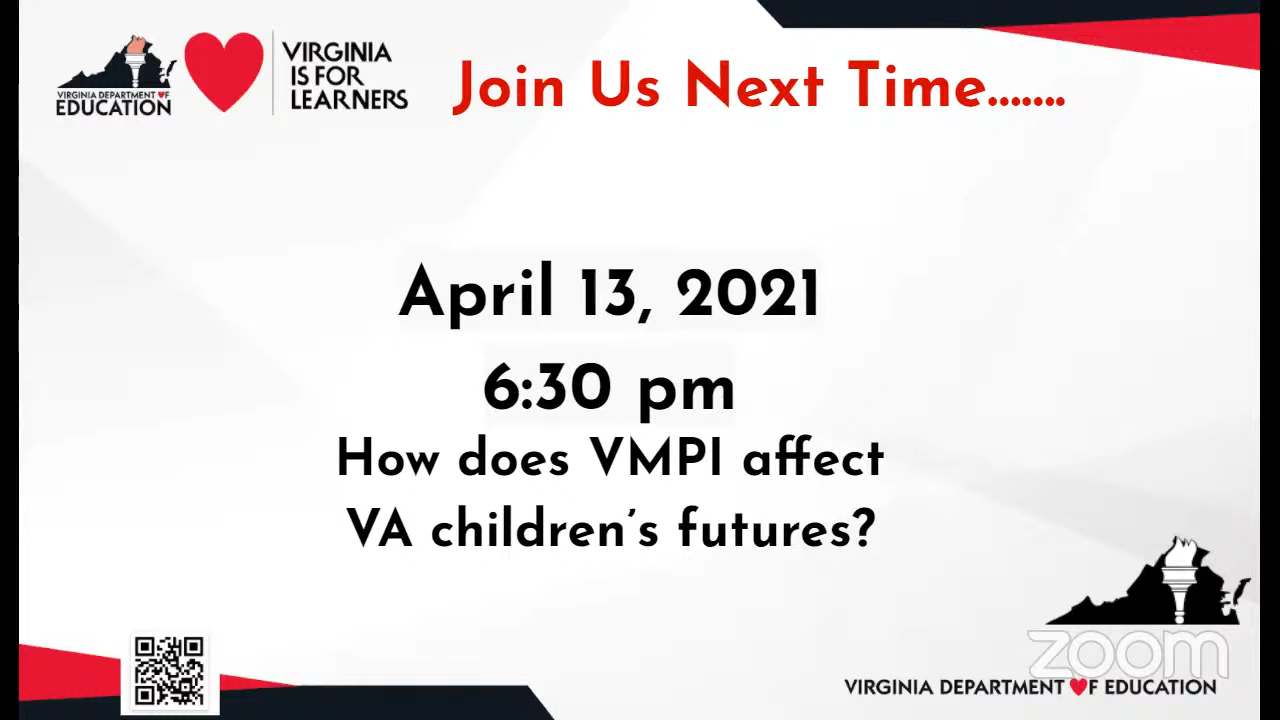 VIRGINIA DEPARTMENT OF
EDUCATION
VIRGINIA
IS FOR
LEARNERS
Join Us Next Time.......
April 13, 2021
6:30 pm
How does VMPI affect
VA children's futures?
zoom
VIRGINIA DEPARTMENT OF EDUCATION